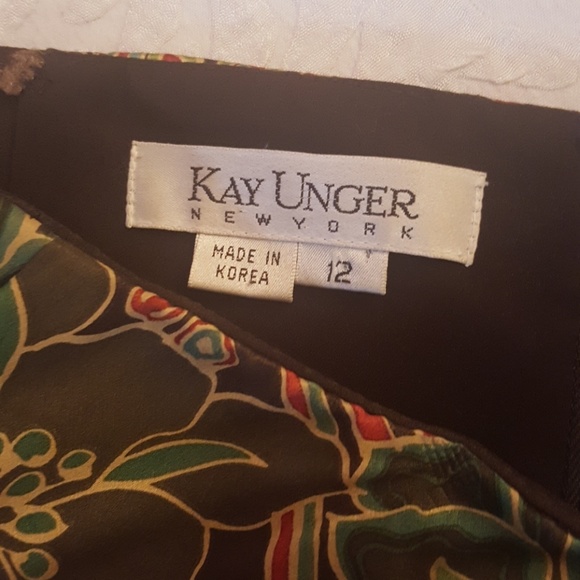 KAY UNGER
NEW YORK
MADE IN
KOREA
12